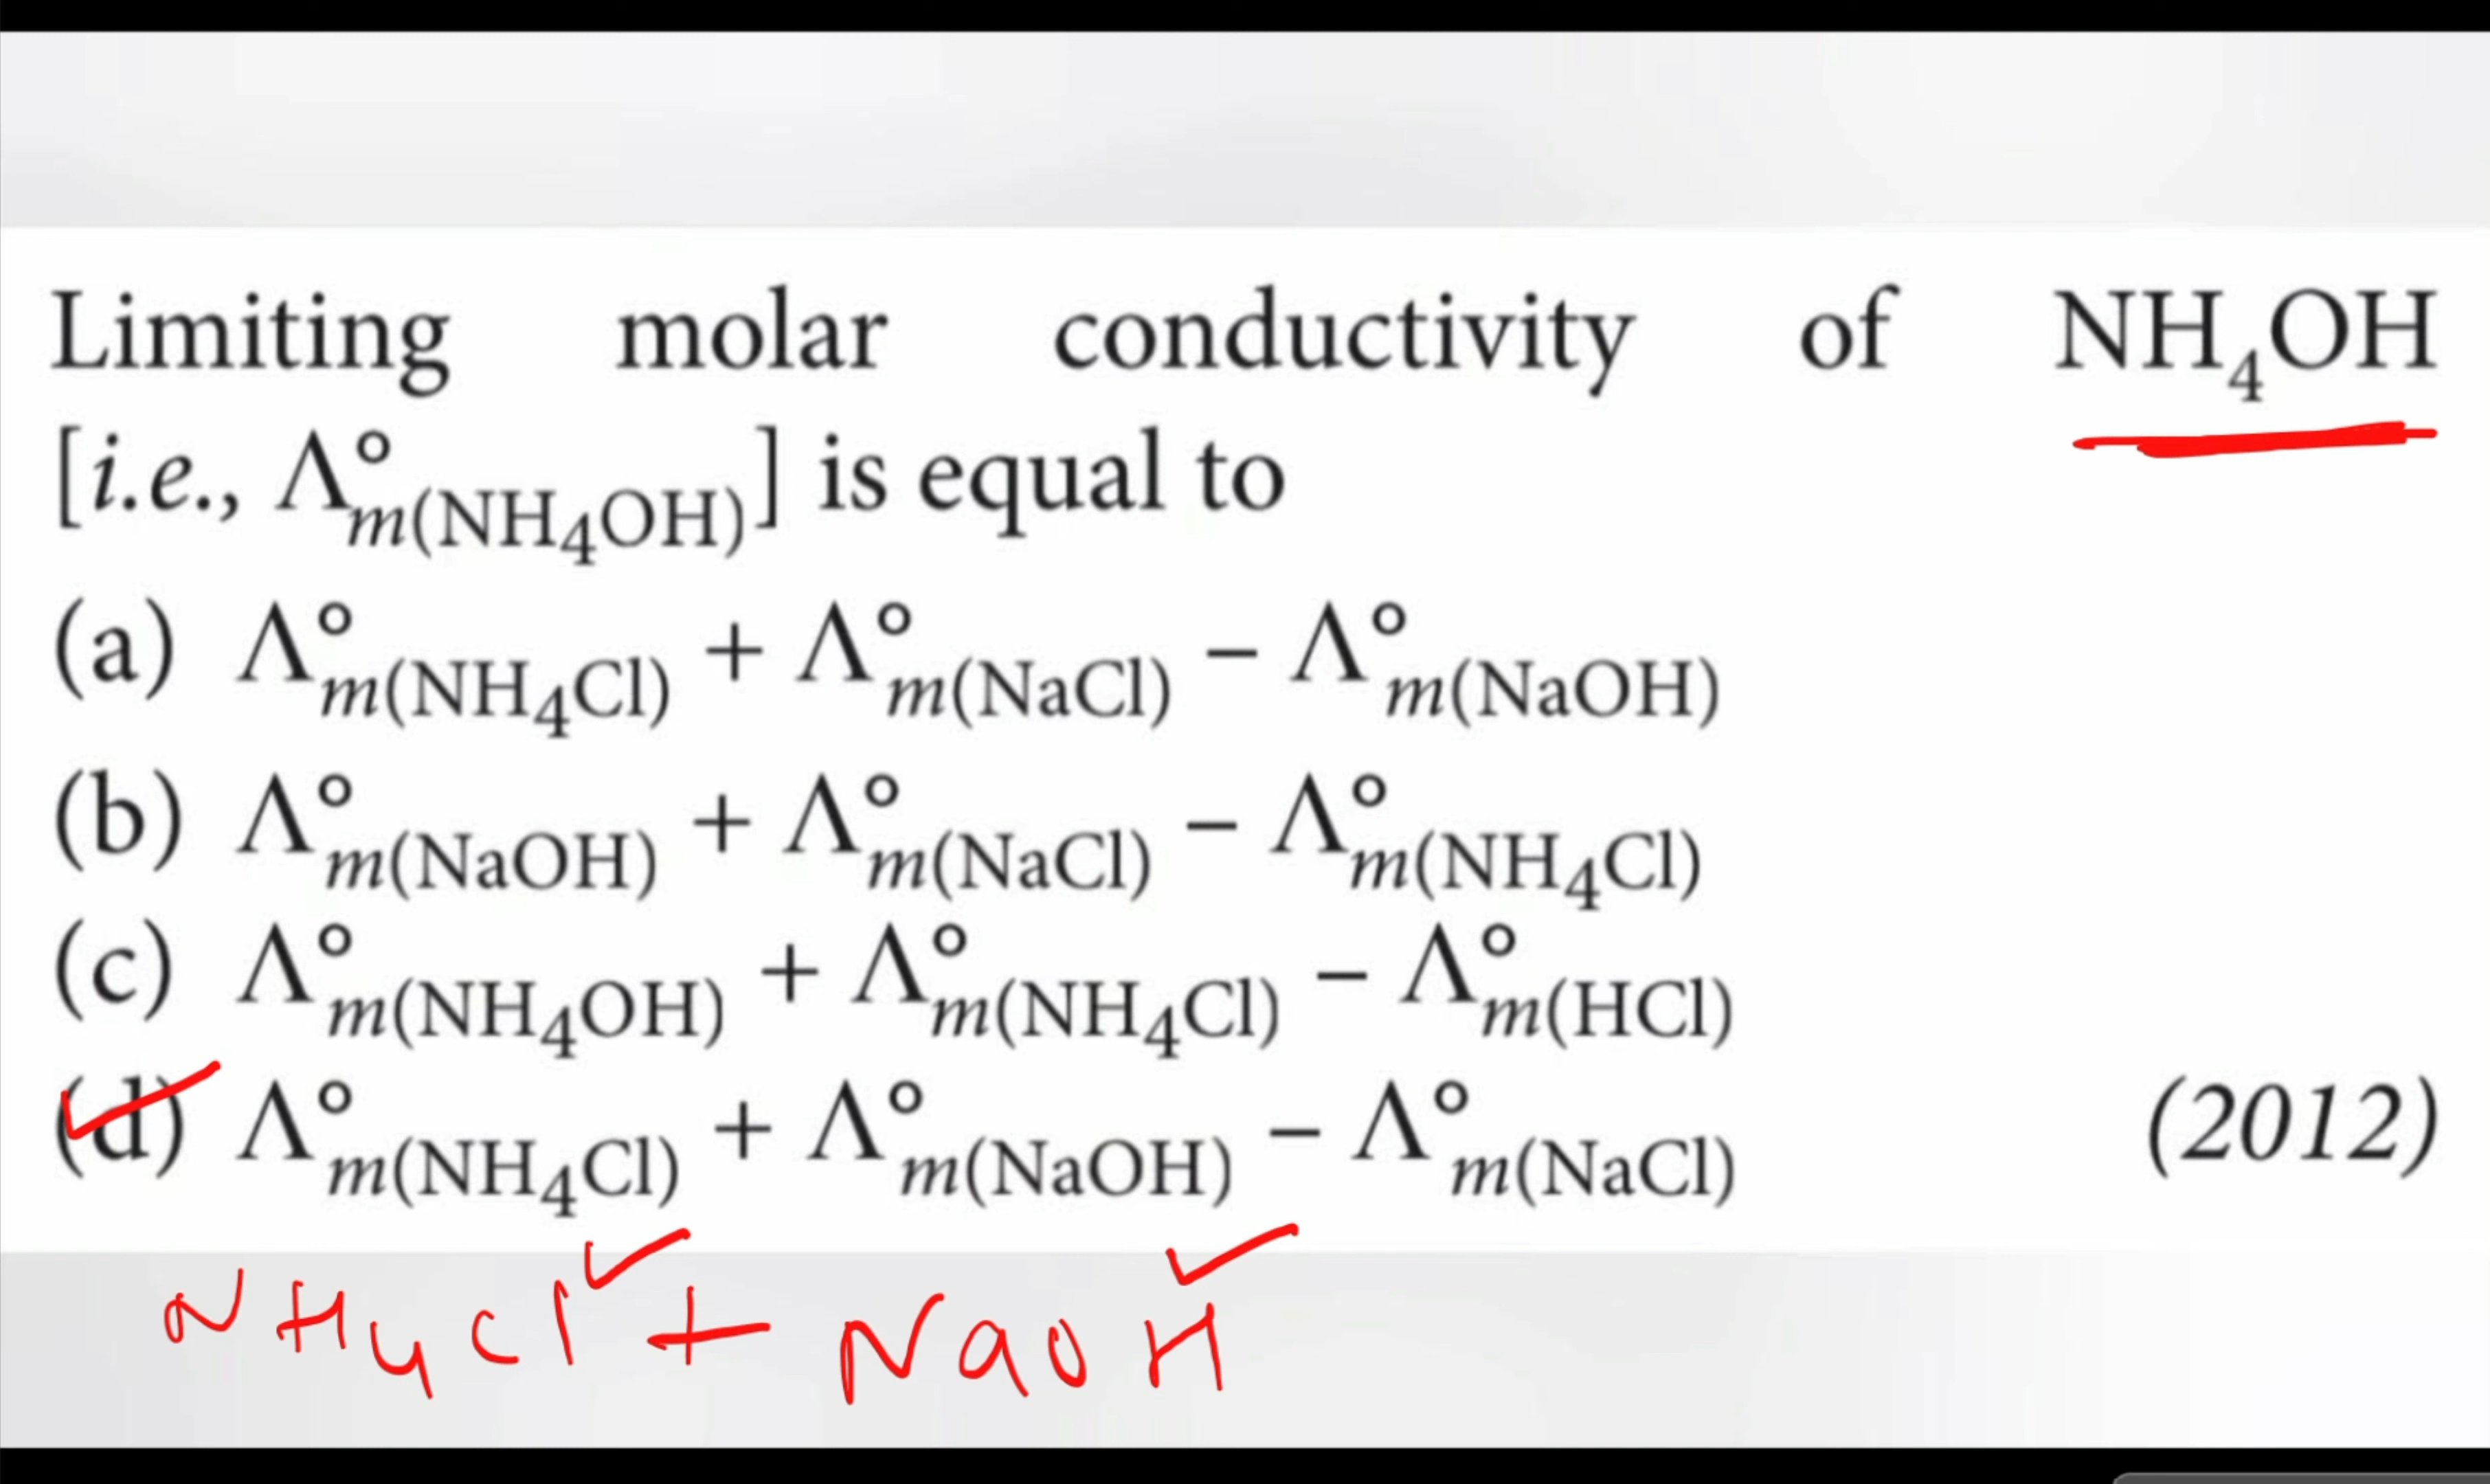 Limiting molar conductivity of NH₄OH
[i.e., Λ°m(NH₄OH)] is equal to
(a) Λ°m(NH₄Cl) + Λ°m(NaCl) – Λ°m(NaOH)
(b) Λ°m(NaOH) + Λ°m(NaCl) – Λ°m(NH₄Cl)
(c) Λ°m(NH₄OH) + Λ°m(NH₄Cl) – Λ°m(HCl)
(d) Λ°m(NH₄Cl) + Λ°m(NaOH) – Λ°m(NaCl) (2012)
NH₄Cl + NaOH